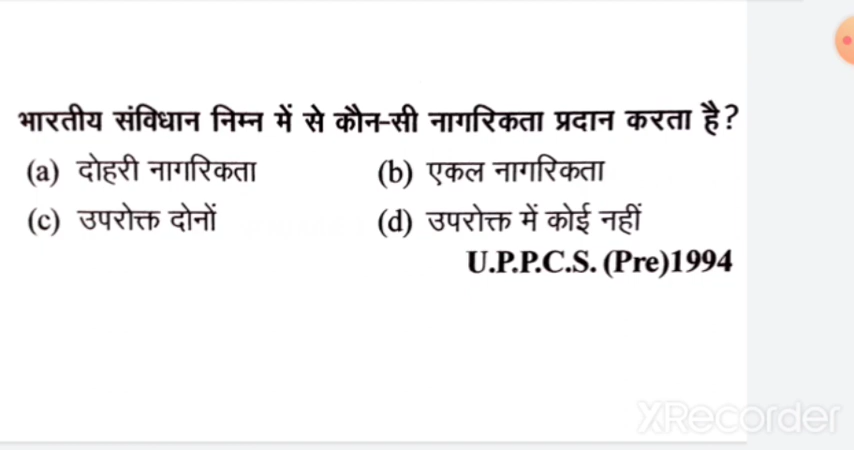 भारतीय संविधान निम्न में से कौन-सी नागरिकता प्रदान करता है?
(a) दोहरी नागरिकता (b) एकल नागरिकता
(c) उपरोक्त दोनों (d) उपरोक्त में कोई नहीं
U.P.P.C.S. (Pre)1994
XRecorder